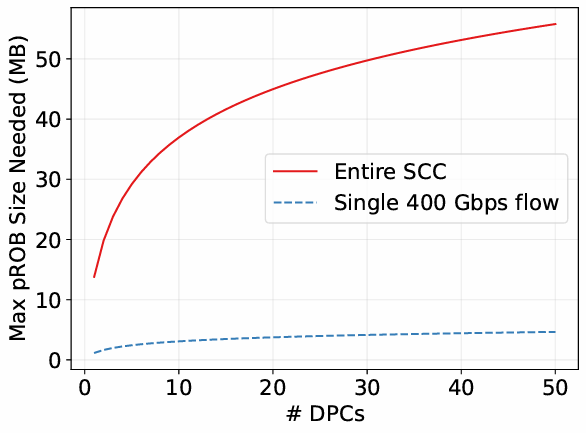 Max pROB Size Needed (MB)
50
40
30
20
10
0
Entire SCC
Single 400 Gbps flow
0 10 20 30 40 50
# DPCs